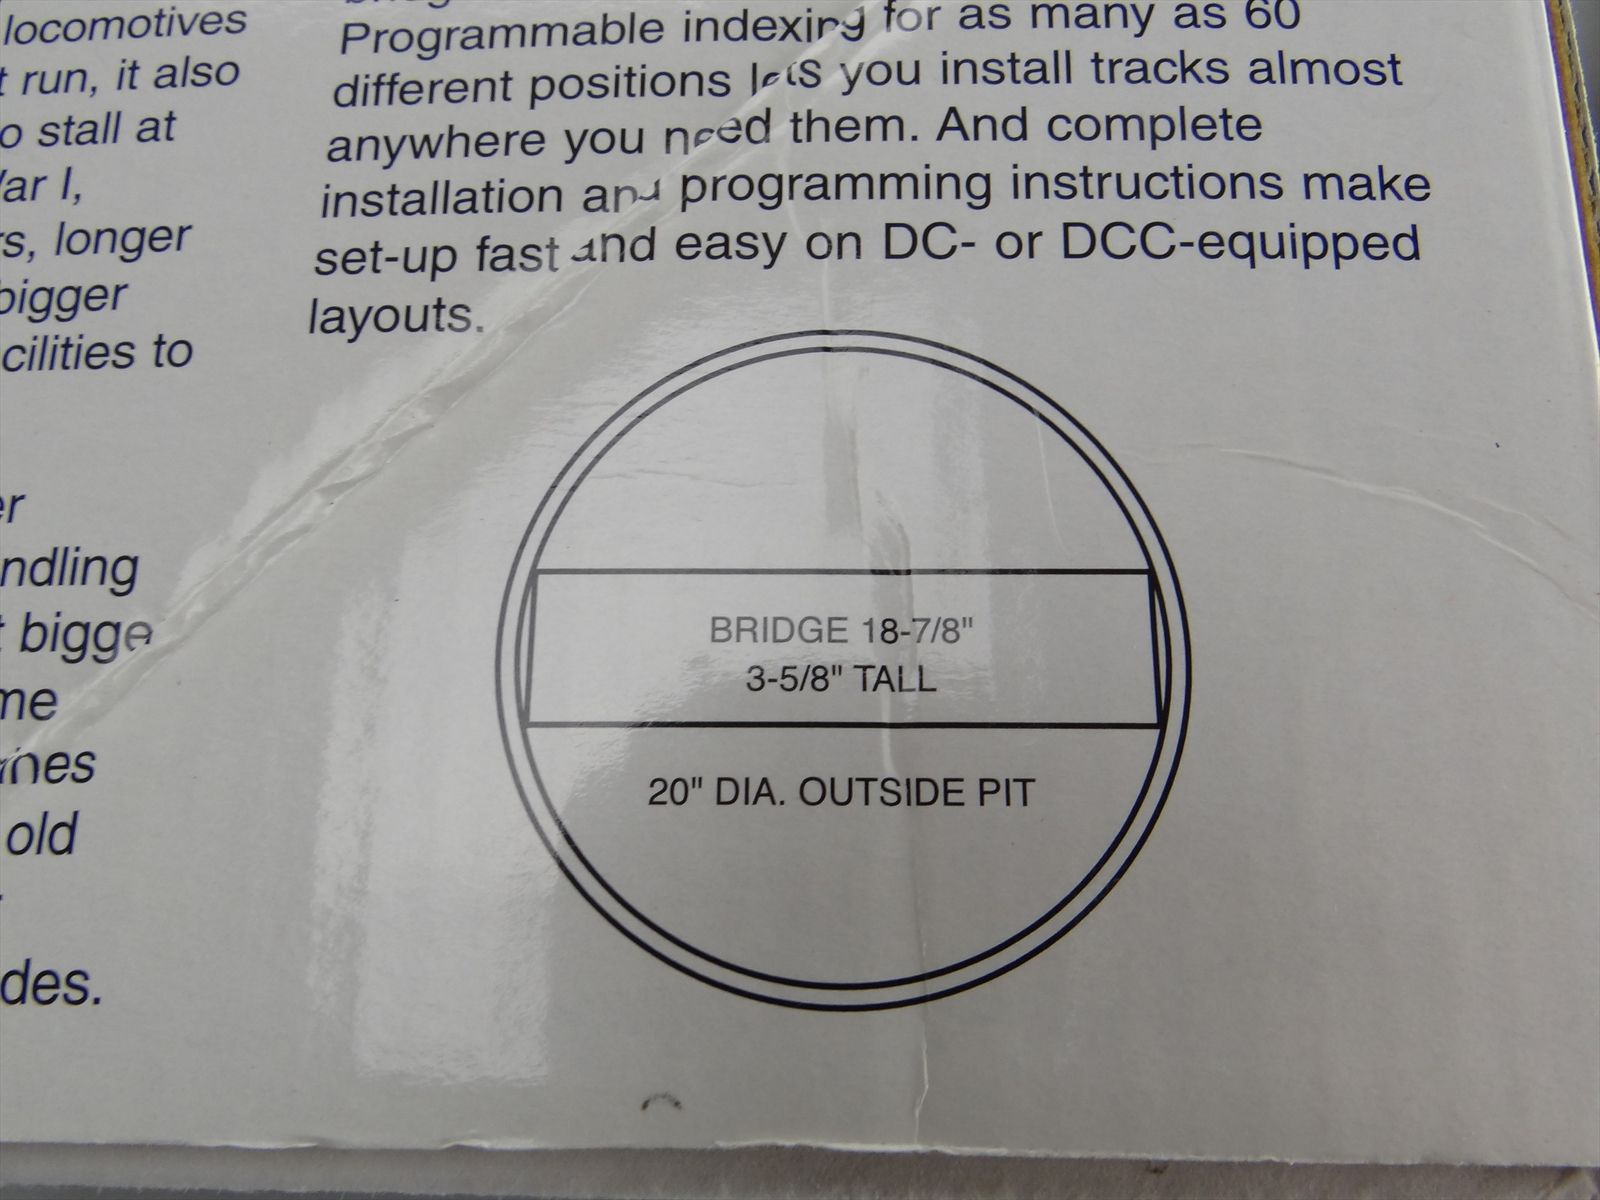 locomotives
run, it also
o stall at
ar I,
s, longer
bigger
cilities to
er
ndling
bigge
me
nes
old
des.
Programmable indexing for as many as 60
different positions lets you install tracks almost
anywhere you need them. And complete
installation and programming instructions make
set-up fast and easy on DC- or DCC-equipped
layouts.
BRIDGE 18-7/8"
3-5/8" TALL
20" DIA. OUTSIDE PIT